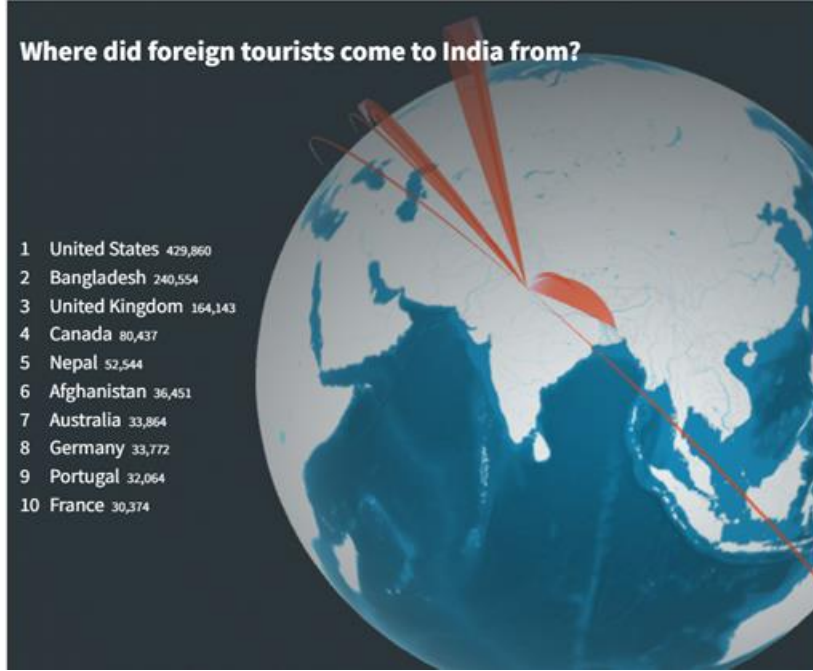 Where did foreign tourists come to India from?
1 United States 429,860
2 Bangladesh 240,554
3 United Kingdom 164,143
4 Canada 80,437
5 Nepal 52,544
6 Afghanistan 36,451
7 Australia 33,864
8 Germany 33,772
9 Portugal 32,064
10 France 30,374